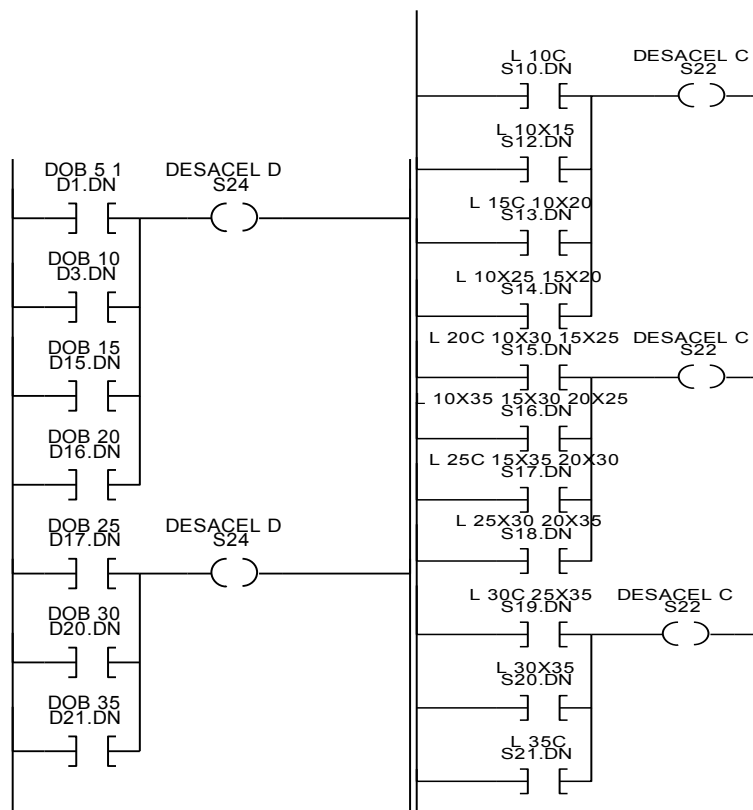 DOB 5 1
D1.DN
DESACEL D
S24
DOB 10
D3.DN
DOB 15
D15.DN
DOB 20
D16.DN
DOB 25
D17.DN
DESACEL D
S24
DOB 30
D20.DN
DOB 35
D21.DN
L 10C
S10.DN
DESACEL C
S22
L 10X15
S12.DN
L 15C 10X20
S13.DN
L 10X25 15X20
S14.DN
L 20C 10X30 15X25
S15.DN
DESACEL C
S22
L 10X35 15X30 20X25
S16.DN
L 25C 15X35 20X30
S17.DN
L 25X30 20X35
S18.DN
L 30C 25X35
S19.DN
DESACEL C
S22
L 30X35
S20.DN
L 35C
S21.DN